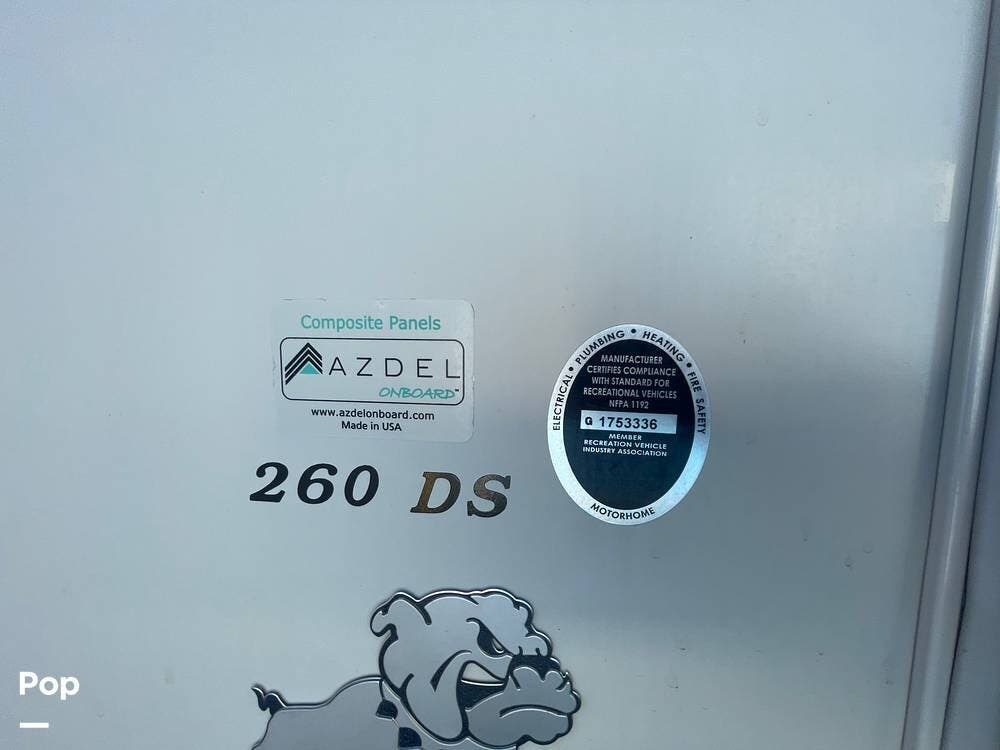 Composite Panels
AZDEL
ONBOARD™
www.azdelonboard.com
Made in USA
ELECTRICAL • PLUMBING • HEATING • FIRE SAFETY
MANUFACTURER
CERTIFIES COMPLIANCE
WITH STANDARD FOR
RECREATIONAL VEHICLES
NFPA 1192
G 1753336
MEMBER
RECREATION VEHICLE
INDUSTRY ASSOCIATION
MOTORHOME
260 DS
Pop